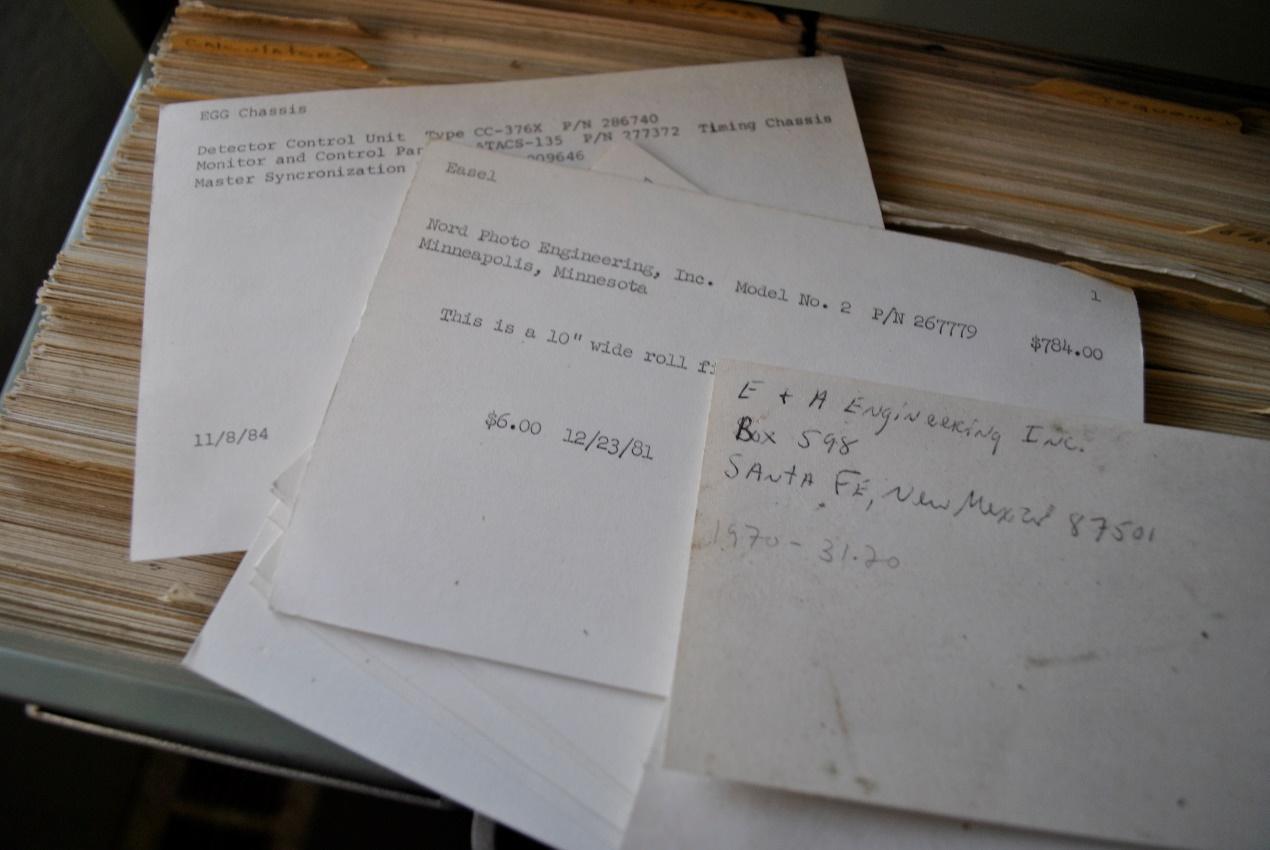 Calculators
EGG Chassis
Detector Control Unit Type CC-376X P/N 286740
Monitor and Control ATACS-135 P/N 277372 Timing Chassis
Master Syncronization 009646
11/8/84
Easel
1
Nord Photo Engineering, Inc. Model No. 2 P/N 267779 $784.00
Minneapolis, Minnesota
This is a 10" wide roll
$6.00 12/23/81
E + A Engineering Inc.
Box 598
Santa Fe, New Mexico 87501
1970 - 31.20